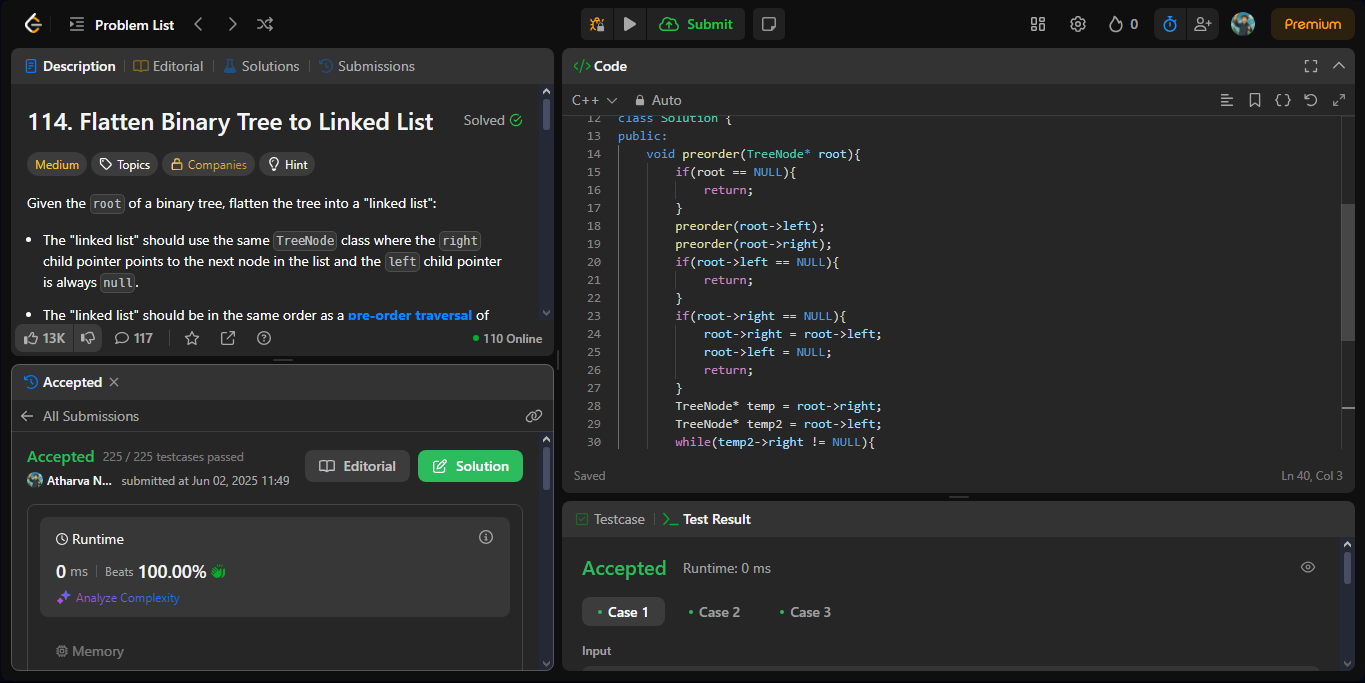 Problem List
Submit
0
Premium
Description
Editorial
Solutions
Submissions
114. Flatten Binary Tree to Linked List
Solved
Medium
Topics
Companies
Hint
Given the root of a binary tree, flatten the tree into a "linked list":
The "linked list" should use the same TreeNode class where the right
child pointer points to the next node in the list and the left child pointer
is always null.
The "linked list" should be in the same order as a pre-order traversal of
13K
117
110 Online
Accepted
All Submissions
Accepted 225 / 225 testcases passed
Atharva N... submitted at Jun 02, 2025 11:49
Editorial
Solution
Runtime
0 ms Beats 100.00%
Analyze Complexity
Memory
</> Code
C++
Auto
12 class Solution {
13 public:
14 void preorder(TreeNode* root){
15 if(root == NULL){
16 return;
17 }
18 preorder(root->left);
19 preorder(root->right);
20 if(root->left == NULL){
21 return;
22 }
23 if(root->right == NULL){
24 root->right = root->left;
25 root->left = NULL;
26 return;
27 }
28 TreeNode* temp = root->right;
29 TreeNode* temp2 = root->left;
30 while(temp2->right != NULL){
Saved
Ln 40, Col 3
Testcase
Test Result
Accepted Runtime: 0 ms
Case 1
Case 2
Case 3
Input